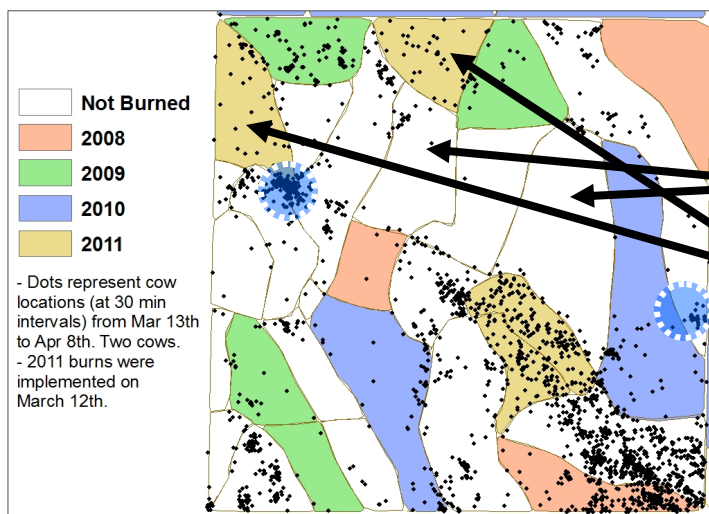 Not Burned
2008
2009
2010
2011
- Dots represent cow
locations (at 30 min
intervals) from Mar 13th
to Apr 8th. Two cows.
- 2011 burns were
implemented on
March 12th.